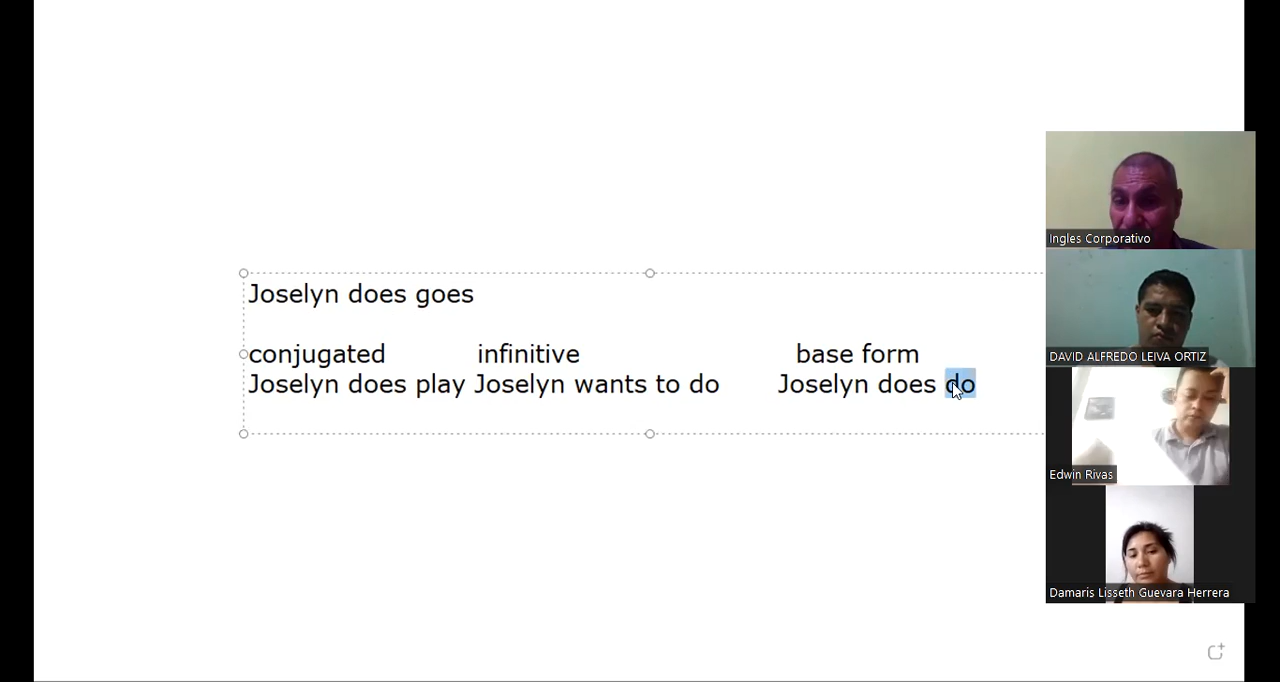 Joselyn does goes
conjugated infinitive base form
Joselyn does play Joselyn wants to do Joselyn does do
Ingles Corporativo
DAVID ALFREDO LEIVA ORTIZ
Edwin Rivas
Damaris Lisseth Guevara Herrera